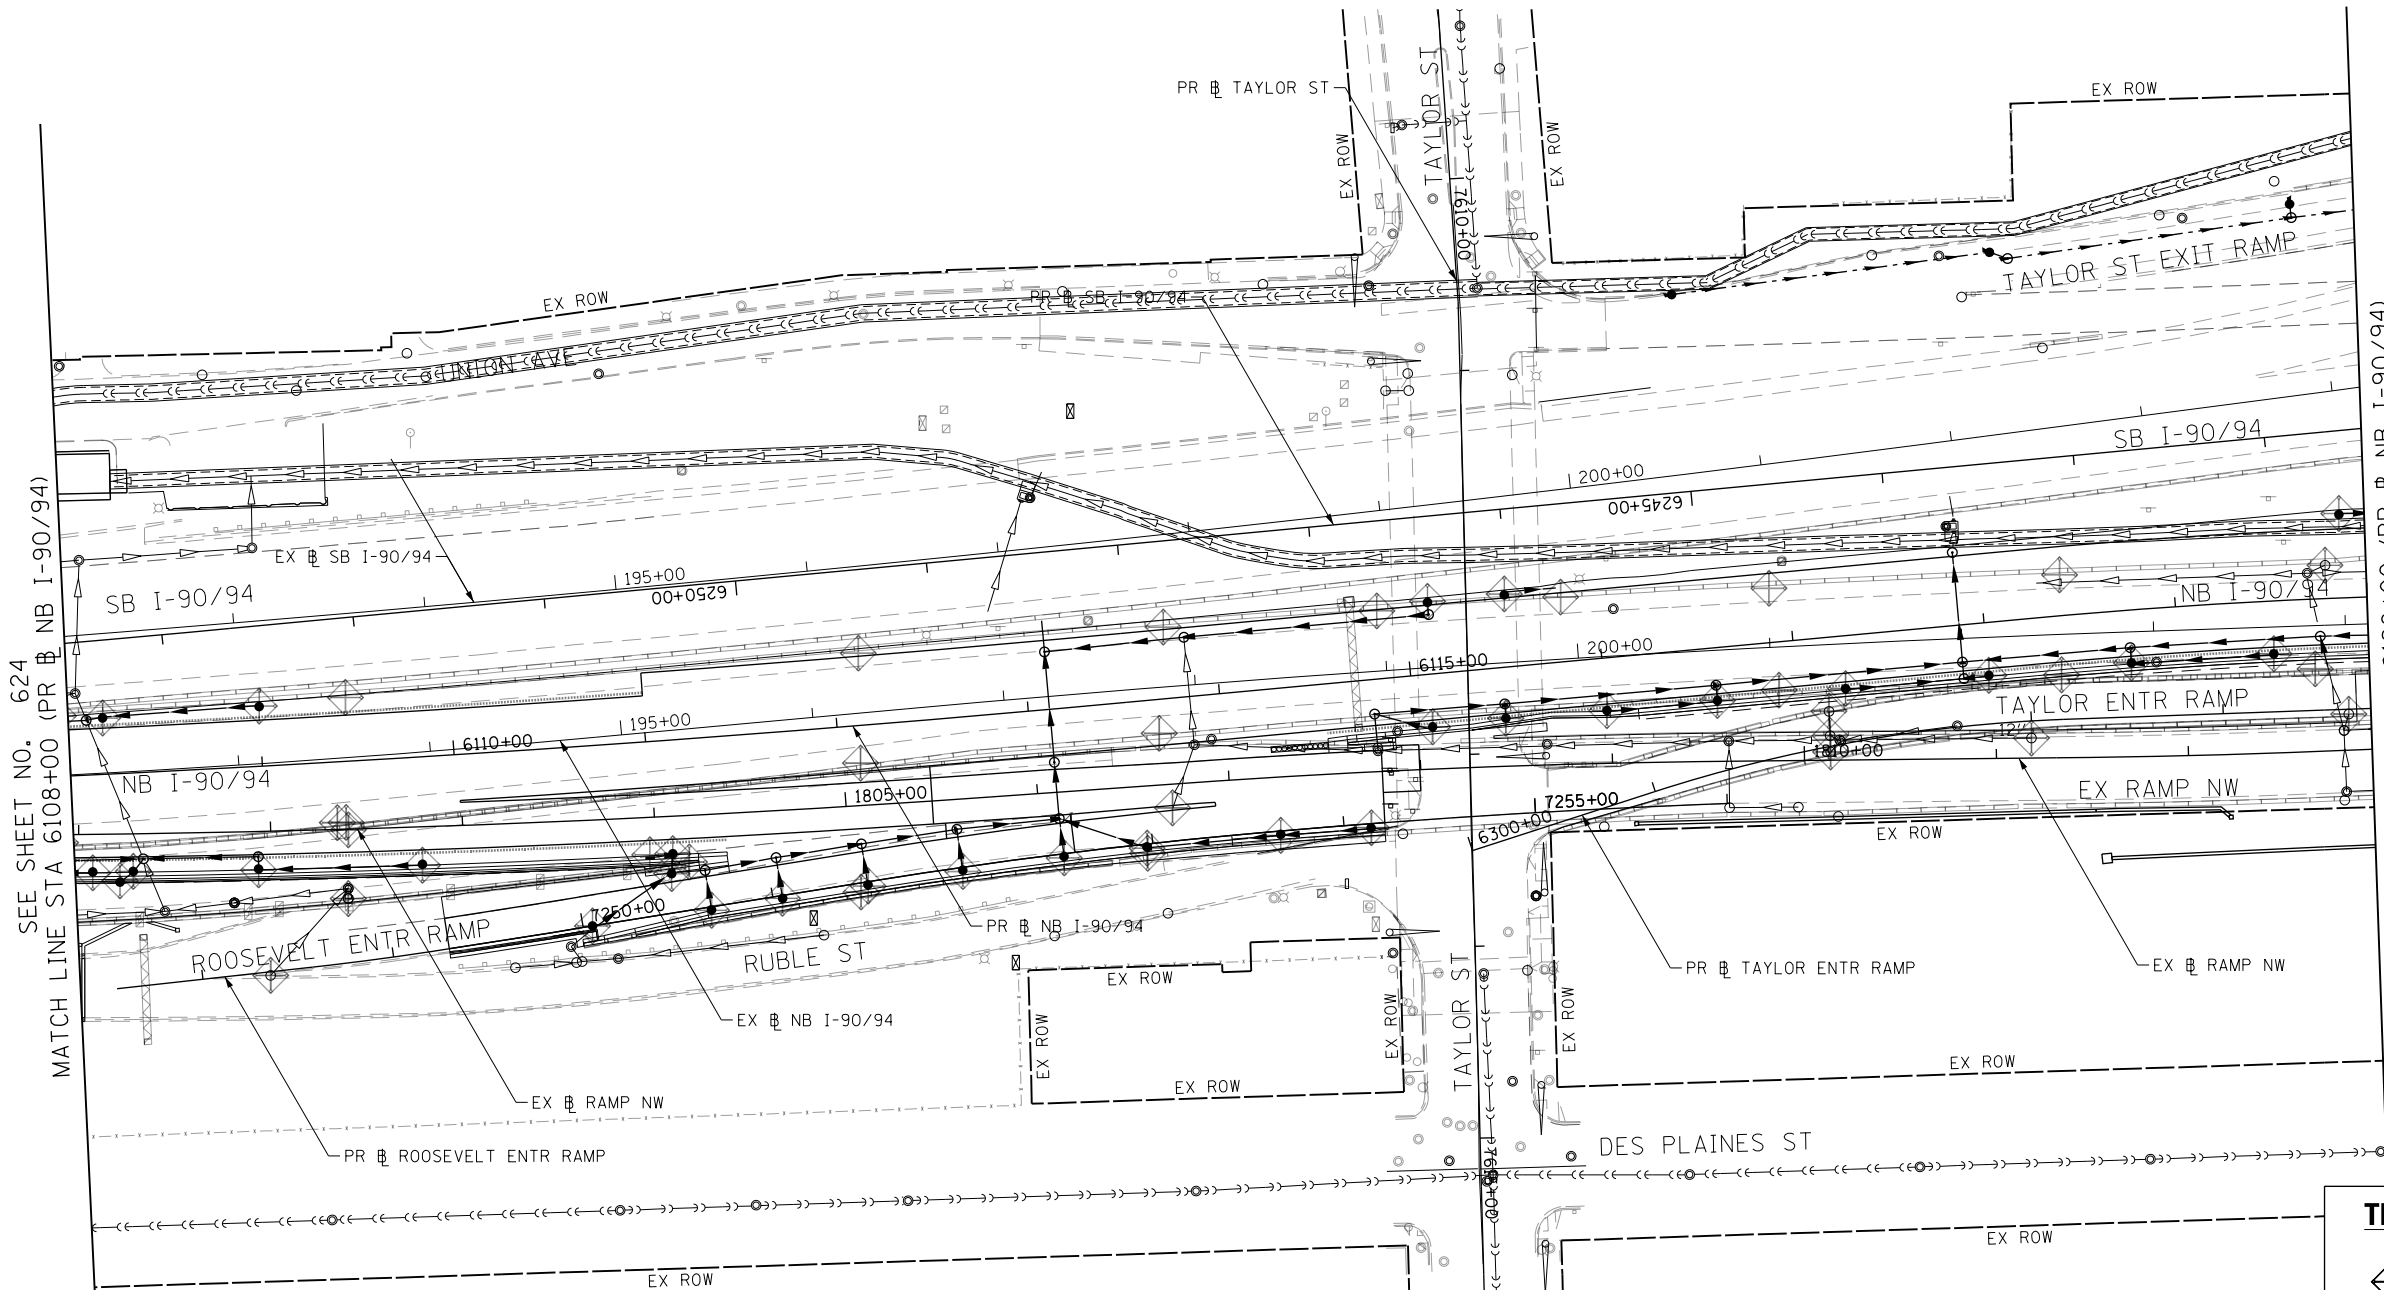 TAYLOR ST
PR ⅊ TAYLOR ST
EX ROW
EX ROW
EX ROW
EX ROW
7610+00
TAYLOR ST EXIT RAMP
EX ROW
PR ⅊ SB I-90/94
UNION AVE
SB I-90/94
200+00
6245+00
EX ⅊ SB I-90/94
195+00
6250+00
SB I-90/94
NB I-90/94
200+00
6115+00
TAYLOR ENTR RAMP
195+00
6110+00
12"
1810+00
NB I-90/94
EX RAMP NW
1805+00
7255+00
6300+00
EX ROW
7250+00
ROOSEVELT ENTR RAMP
RUBLE ST
PR ⅊ NB I-90/94
EX ROW
PR ⅊ TAYLOR ENTR RAMP
EX ⅊ RAMP NW
EX ⅊ NB I-90/94
EX ROW
EX ROW
EX ROW
TAYLOR ST
EX ROW
EX ROW
EX ⅊ RAMP NW
PR ⅊ ROOSEVELT ENTR RAMP
DES PLAINES ST
EX ROW
EX ROW
SEE SHEET NO. 624
MATCH LINE STA 6108+00 (PR ⅊ NB I-90/94)